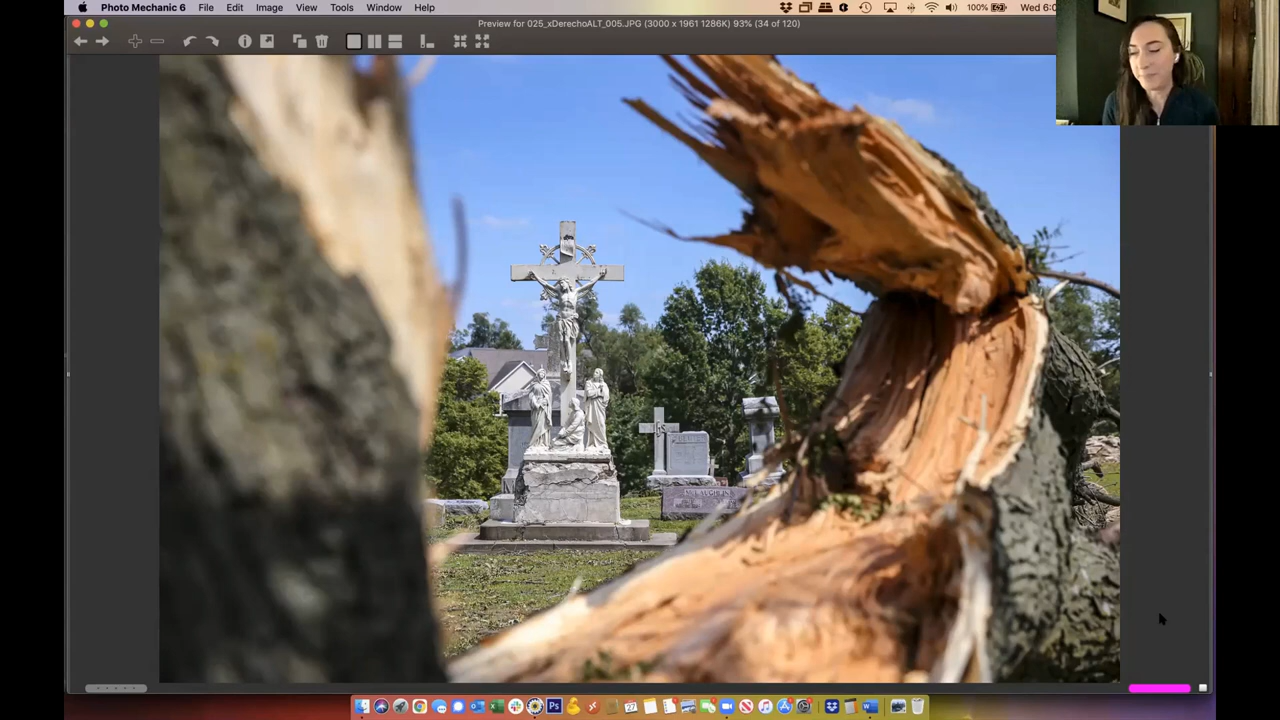 Photo Mechanic 6 File Edit Image View Tools Window Help 100% Wed 6:0
Preview for 025_xDerechoALT_005.JPG (3000 x 1961 1286K) 93% (34 of 120)